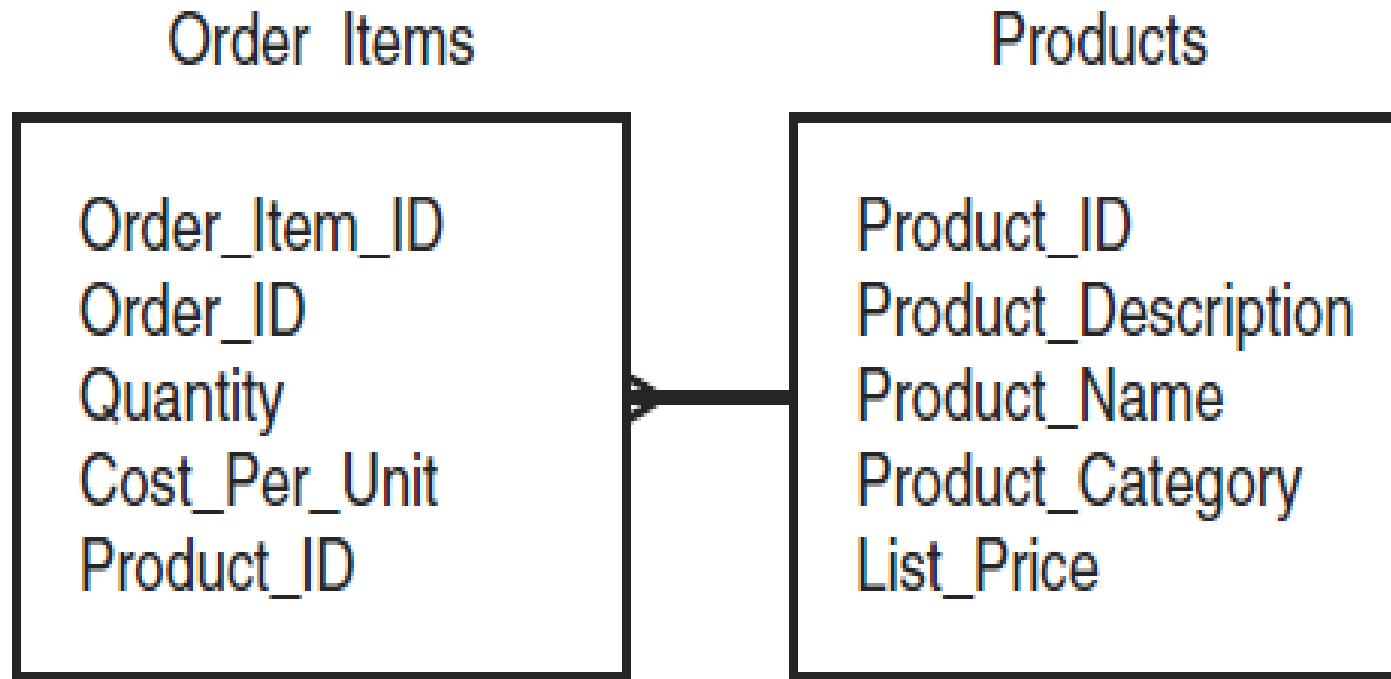 Order Items
Order_Item_ID
Order_ID
Quantity
Cost_Per_Unit
Product_ID
Products
Product_ID
Product_Description
Product_Name
Product_Category
List_Price